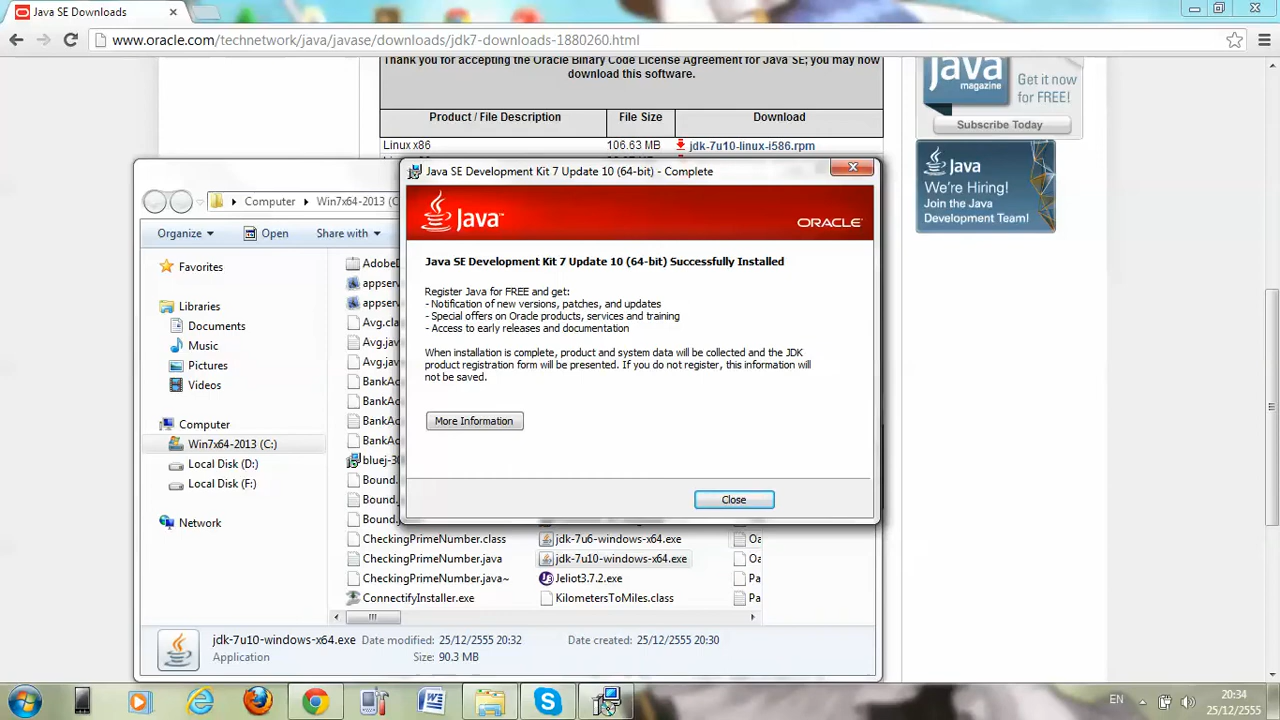 Java SE Downloads
www.oracle.com/technetwork/java/javase/downloads/jdk7-downloads-1880260.html
Thank you for accepting the Oracle Binary Code License Agreement for Java SE; you may now
download this software.
Product / File Description File Size Download
Linux x86 106.63 MB jdk-7u10-linux-i586.rpm
Java
magazine
Get it now
for FREE!
Subscribe Today
Java
We're Hiring!
Join the Java
Development Team!
Computer Win7x64-2013 (C
Organize Open Share with
Favorites
Libraries
Documents
Music
Pictures
Videos
Computer
Win7x64-2013 (C:)
Local Disk (D:)
Local Disk (F:)
Network
AdobeD
appserv
appserv
Avg.cla
Avg.java
Avg.jav
BankAc
BankAc
BankAc
BankAc
bluej-3
Bound.
Bound.
Bound.
CheckingPrimeNumber.class
CheckingPrimeNumber.java
CheckingPrimeNumber.java~
ConnectifyInstaller.exe
jdk-7u6-windows-x64.exe
jdk-7u10-windows-x64.exe
Jeliot3.7.2.exe
KilometersToMiles.class
Oa
Oa
Pa
Pa
Java SE Development Kit 7 Update 10 (64-bit) - Complete
Java™
ORACLE
Java SE Development Kit 7 Update 10 (64-bit) Successfully Installed
Register Java for FREE and get:
- Notification of new versions, patches, and updates
- Special offers on Oracle products, services and training
- Access to early releases and documentation
When installation is complete, product and system data will be collected and the JDK
product registration form will be presented. If you do not register, this information will
not be saved.
More Information
Close
jdk-7u10-windows-x64.exe Date modified: 25/12/2555 20:32 Date created: 25/12/2555 20:30
Application Size: 90.3 MB
EN
20:34
25/12/2555